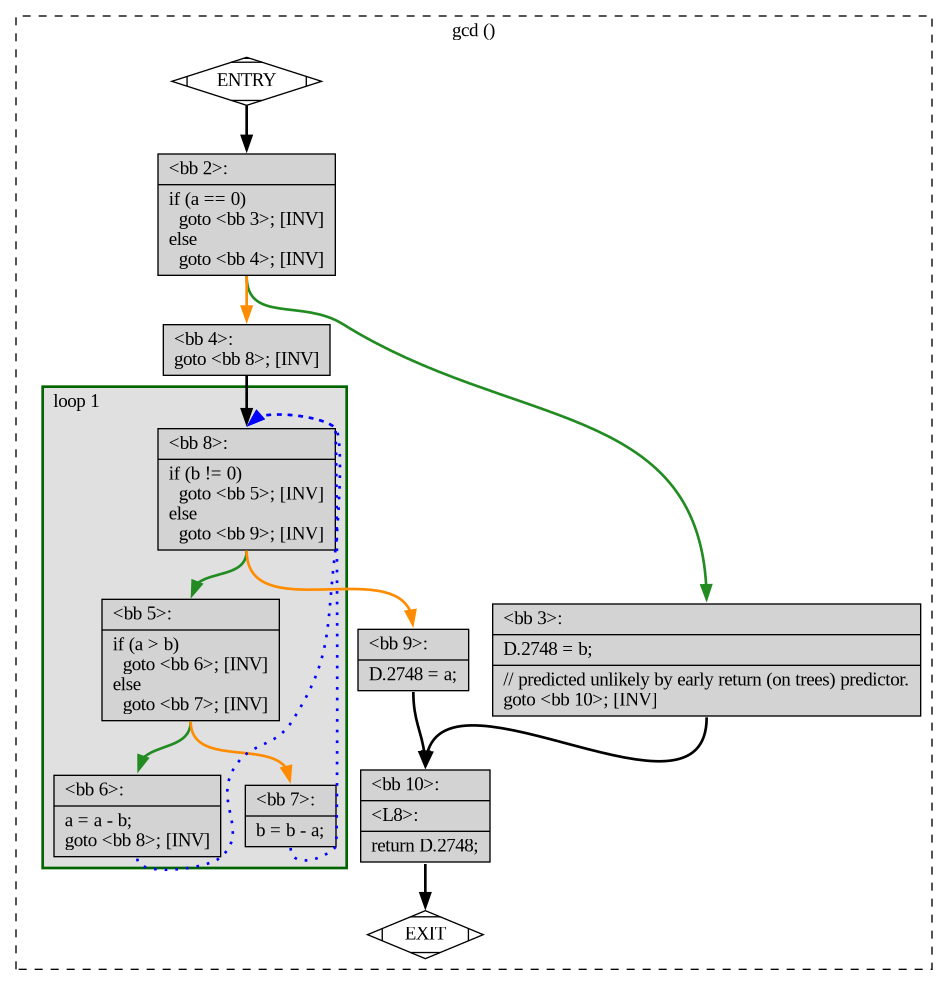 gcd ()
ENTRY
<bb 2>:
if (a == 0)
  goto <bb 3>; [INV]
else
  goto <bb 4>; [INV]
<bb 4>:
goto <bb 8>; [INV]
loop 1
<bb 8>:
if (b != 0)
  goto <bb 5>; [INV]
else
  goto <bb 9>; [INV]
<bb 5>:
if (a > b)
  goto <bb 6>; [INV]
else
  goto <bb 7>; [INV]
<bb 6>:
a = a - b;
goto <bb 8>; [INV]
<bb 7>:
b = b - a;
<bb 9>:
D.2748 = a;
<bb 3>:
D.2748 = b;
// predicted unlikely by early return (on trees) predictor.
goto <bb 10>; [INV]
<bb 10>:
<L8>:
return D.2748;
EXIT